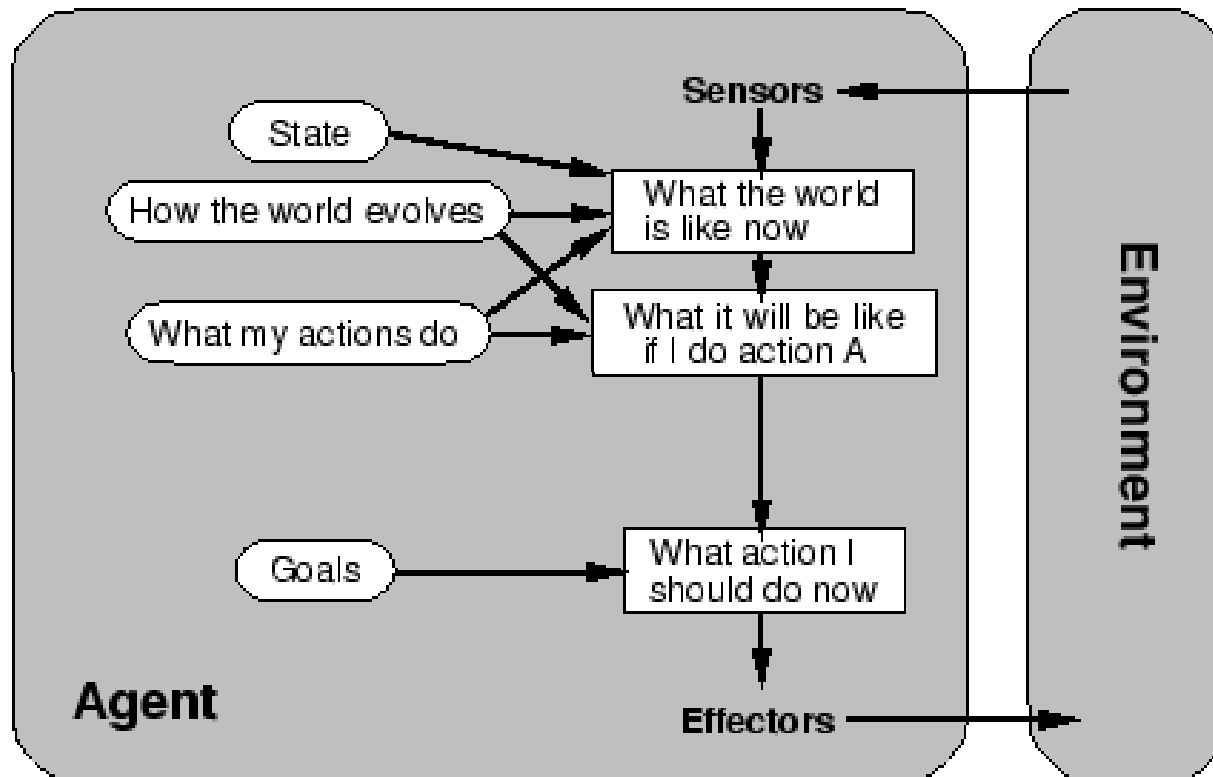 Sensors
State
What the world
is like now
How the world evolves
What it will be like
if I do action A
What my actions do
Environment
What action I
should do now
Goals
Agent
Effectors